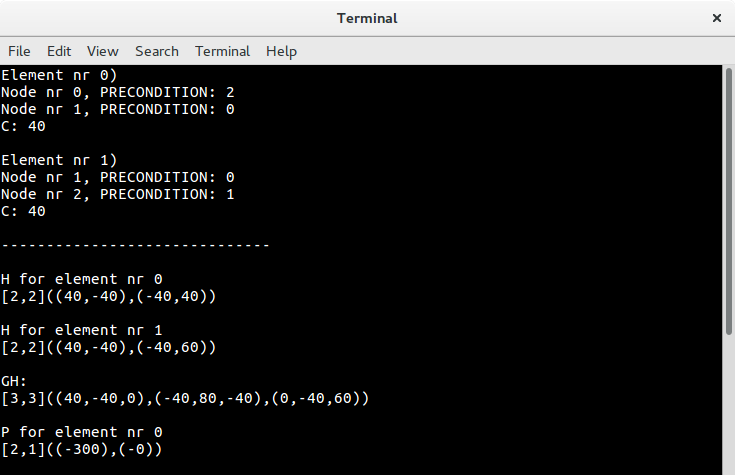 Terminal
File Edit View Search Terminal Help
Element nr 0)
Node nr 0, PRECONDITION: 2
Node nr 1, PRECONDITION: 0
C: 40
Element nr 1)
Node nr 1, PRECONDITION: 0
Node nr 2, PRECONDITION: 1
C: 40
------------------------------
H for element nr 0
[2,2]((40,-40),(-40,40))
H for element nr 1
[2,2]((40,-40),(-40,60))
GH:
[3,3]((40,-40,0),(-40,80,-40),(0,-40,60))
P for element nr 0
[2,1]((-300),(-0))